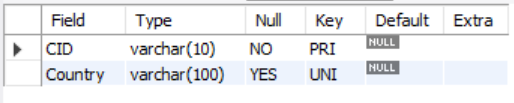 Field Type Null Key Default Extra
CID varchar(10) NO PRI NULL
Country varchar(100) YES UNI NULL